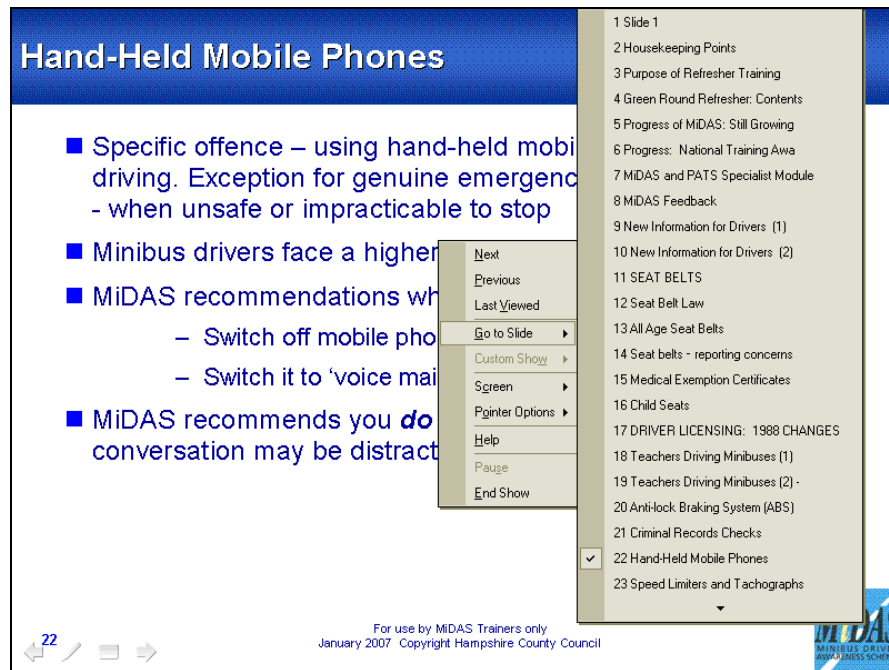 Hand-Held Mobile Phones
Specific offence – using hand-held mobi
driving. Exception for genuine emergenc
- when unsafe or impracticable to stop
Minibus drivers face a higher
MiDAS recommendations wh
– Switch off mobile pho
– Switch it to ‘voice mai
MiDAS recommends you do
conversation may be distract
Next
Previous
Last Viewed
Go to Slide
Custom Show
Screen
Pointer Options
Help
Pause
End Show
1 Slide 1
2 Housekeeping Points
3 Purpose of Refresher Training
4 Green Round Refresher: Contents
5 Progress of MiDAS: Still Growing
6 Progress: National Training Awa
7 MiDAS and PATS Specialist Module
8 MiDAS Feedback
9 New Information for Drivers (1)
10 New Information for Drivers (2)
11 SEAT BELTS
12 Seat Belt Law
13 All Age Seat Belts
14 Seat belts - reporting concerns
15 Medical Exemption Certificates
16 Child Seats
17 DRIVER LICENSING: 1988 CHANGES
18 Teachers Driving Minibuses (1)
19 Teachers Driving Minibuses (2) -
20 Anti-lock Braking System (ABS)
21 Criminal Records Checks
22 Hand-Held Mobile Phones
23 Speed Limiters and Tachographs
22
For use by MiDAS Trainers only
January 2007 Copyright Hampshire County Council
MiDAS
MINIBUS DRIVE
AWARENESS SCHEM